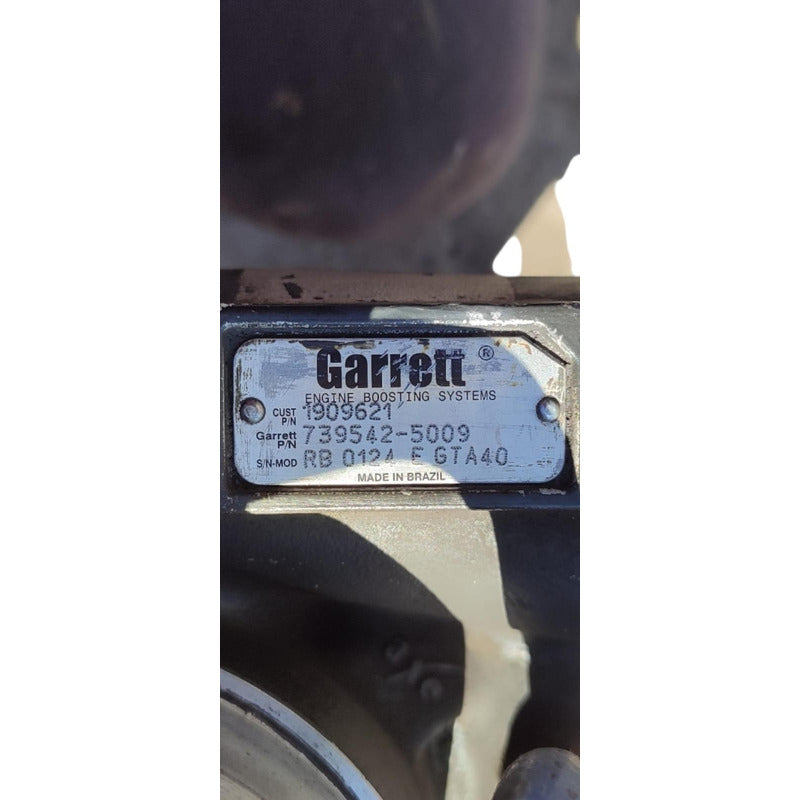 Garrett ®
ENGINE BOOSTING SYSTEMS
CUST P/N 1909621
Garrett P/N 739542-5009
S/N-MOD RB 0124 E GTA40
MADE IN BRAZIL